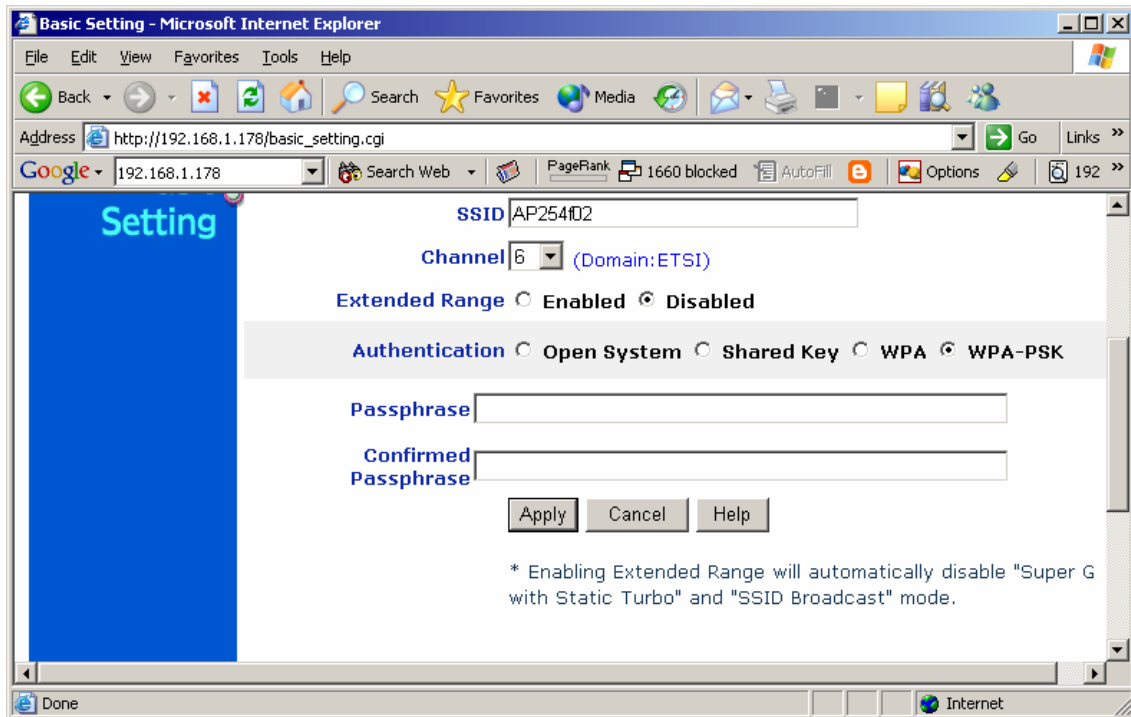 Basic Setting - Microsoft Internet Explorer
File Edit View Favorites Tools Help
Back Search Favorites Media
Address http://192.168.1.178/basic_setting.cgi Go Links »
Google 192.168.1.178 Search Web PageRank 1660 blocked AutoFill Options 192 »
Setting
SSID AP254f02
Channel 6 (Domain:ETSI)
Extended Range Enabled Disabled
Authentication Open System Shared Key WPA WPA-PSK
Passphrase
Confirmed
Passphrase
Apply Cancel Help
* Enabling Extended Range will automatically disable "Super G
with Static Turbo" and "SSID Broadcast" mode.
Done Internet